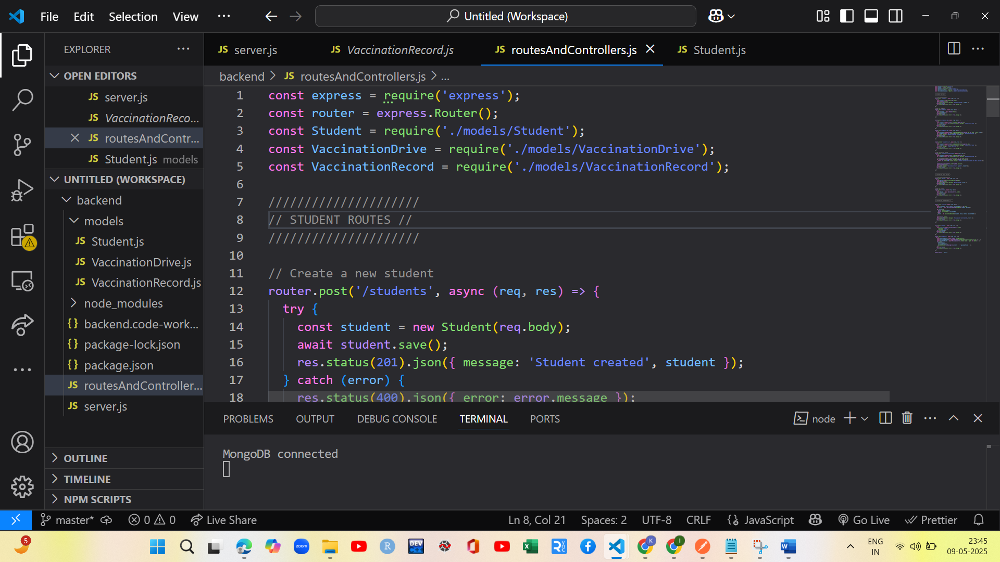 File Edit Selection View ··· Untitled (Workspace)
EXPLORER ···
OPEN EDITORS
JS server.js
JS VaccinationReco...
JS routesAndContr...
JS Student.js models
UNTITLED (WORKSPACE)
backend
models
JS Student.js
JS VaccinationDrive.js
JS VaccinationRecord.js
node_modules
{} backend.code-work...
{} package-lock.json
{} package.json
JS routesAndController...
JS server.js
OUTLINE
TIMELINE
NPM SCRIPTS
JS server.js JS VaccinationRecord.js JS routesAndControllers.js JS Student.js
backend > JS routesAndControllers.js > ...
1 const express = require('express');
2 const router = express.Router();
3 const Student = require('./models/Student');
4 const VaccinationDrive = require('./models/VaccinationDrive');
5 const VaccinationRecord = require('./models/VaccinationRecord');
6
7 /////////////////////
8 // STUDENT ROUTES //
9 /////////////////////
10
11 // Create a new student
12 router.post('/students', async (req, res) => {
13 try {
14 const student = new Student(req.body);
15 await student.save();
16 res.status(201).json({ message: 'Student created', student });
17 } catch (error) {
18 res.status(400).json({ error: error.message });
PROBLEMS OUTPUT DEBUG CONSOLE TERMINAL PORTS node
MongoDB connected
master* 0 0 Live Share Ln 8, Col 21 Spaces: 2 UTF-8 CRLF {} JavaScript Go Live Prettier
5 zoom R DEV C++ K I ENG IN 23:45
09-05-2025